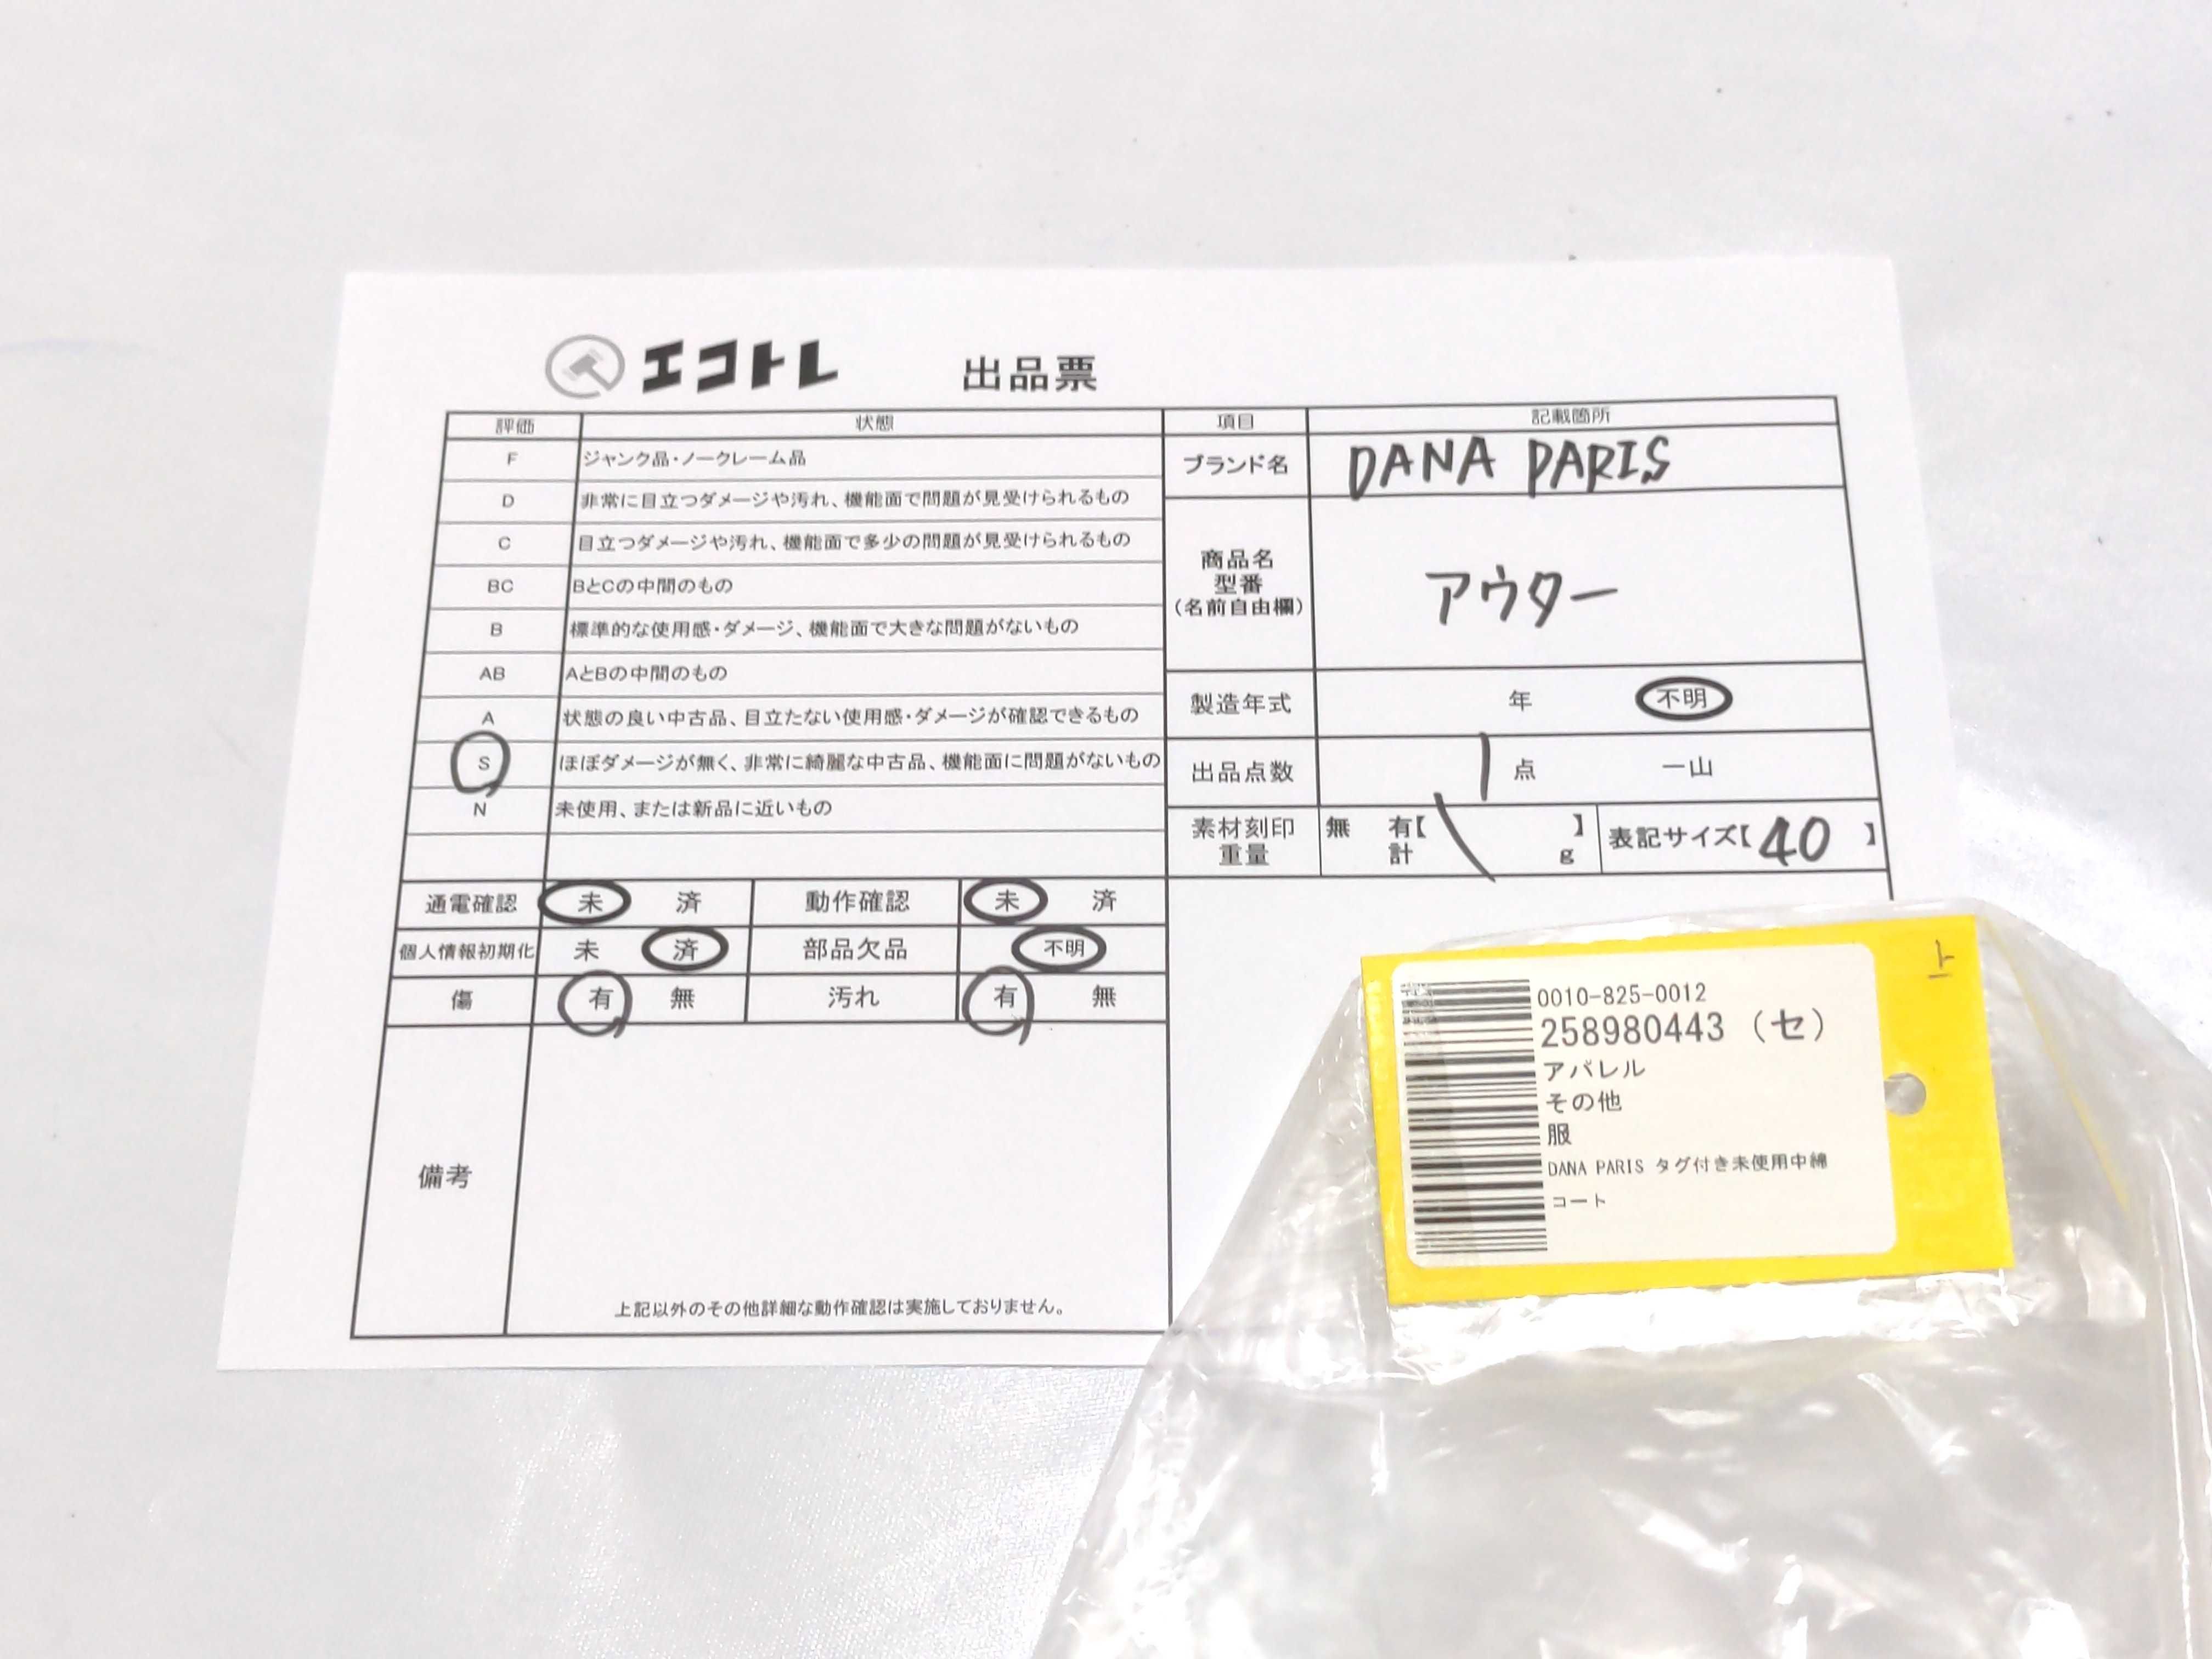 エコトレ 出品票
評価 状態 項目 記載箇所
F ジャンク品・ノークレーム品
D 非常に目立つダメージや汚れ、機能面で問題が見受けられるもの
C 目立つダメージや汚れ、機能面で多少の問題が見受けられるもの
BC BとCの中間のもの
B 標準的な使用感・ダメージ、機能面で大きな問題がないもの
AB AとBの中間のもの
A 状態の良い中古品、目立たない使用感・ダメージが確認できるもの
S ほぼダメージが無く、非常に綺麗な中古品、機能面に問題がないもの
N 未使用、または新品に近いもの
ブランド名 DANA PARIS
商品名
型番
(名前自由欄)
アウター
製造年式 年 不明
出品点数 1 点 一山
素材刻印 無 有【 】
重量 計 g
表記サイズ【 40 】
通電確認 未 済 動作確認 未 済
個人情報初期化 未 済 部品欠品 不明
傷 有 無 汚れ 有 無
備考
上記以外のその他詳細な動作確認は実施しておりません。
0010-825-0012
258980443 (セ)
アパレル
その他
服
DANA PARIS タグ付き未使用中綿
コート